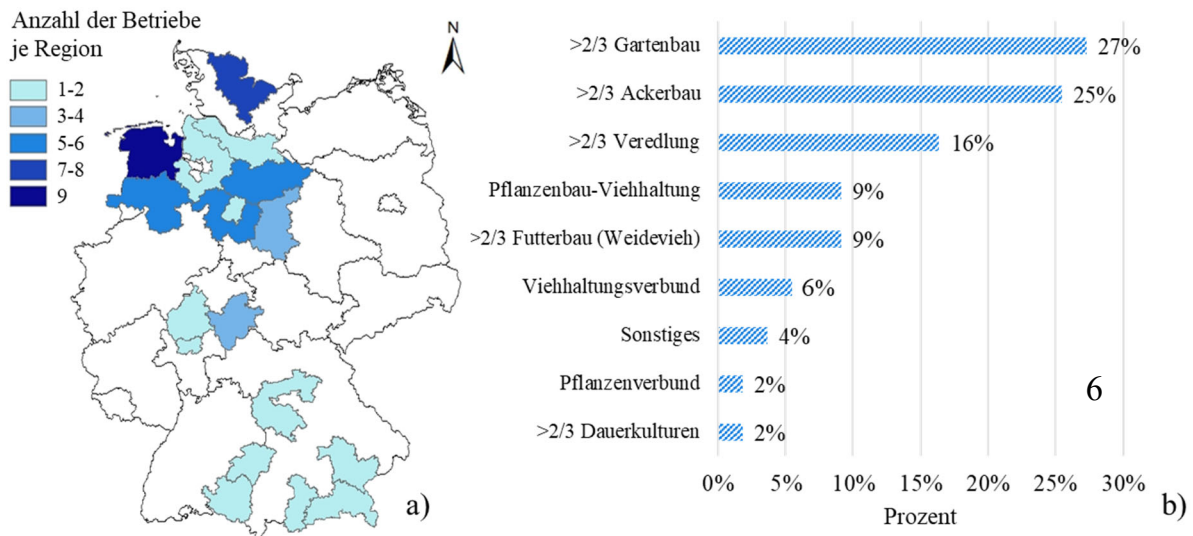 Anzahl der Betriebe
je Region
1-2
3-4
5-6
7-8
9
N
a)
>2/3 Gartenbau
27%
>2/3 Ackerbau
25%
>2/3 Veredlung
16%
Pflanzenbau-Viehhaltung
9%
>2/3 Futterbau (Weidevieh)
9%
Viehhaltungsverbund
6%
Sonstiges
4%
Pflanzenverbund
2%
6
>2/3 Dauerkulturen
2%
0% 5% 10% 15% 20% 25% 30%
Prozent
b)